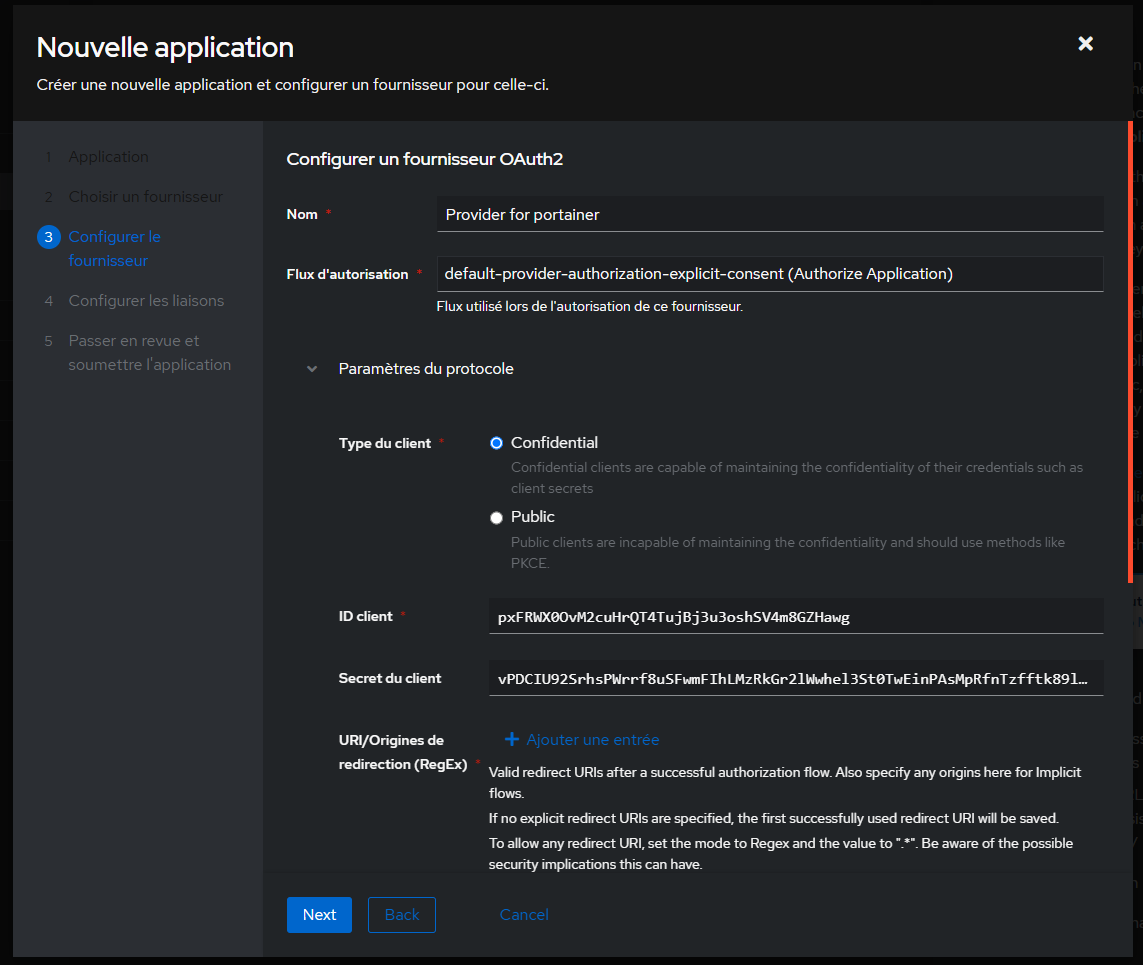 Nouvelle application
Créer une nouvelle application et configurer un fournisseur pour celle-ci.
1 Application
2 Choisir un fournisseur
3 Configurer le
fournisseur
4 Configurer les liaisons
5 Passer en revue et
soumettre l'application
Configurer un fournisseur OAuth2
Nom *
Provider for portainer
Flux d'autorisation *
default-provider-authorization-explicit-consent (Authorize Application)
Flux utilisé lors de l'autorisation de ce fournisseur.
Paramètres du protocole
Type du client *
Confidential
Confidential clients are capable of maintaining the confidentiality of their credentials such as
client secrets
Public
Public clients are incapable of maintaining the confidentiality and should use methods like
PKCE.
ID client *
pxFRWX0OvM2cuHrQT4TujBj3u3oshSV4m8GZHawg
Secret du client
vPDCIU92SrhsPWrrf8uSFwmFIhLMzRkGr2lWwhel3St0TwEinPAsMpRfnTzfftk89l…
URI/Origines de
redirection (RegEx) *
+ Ajouter une entrée
Valid redirect URIs after a successful authorization flow. Also specify any origins here for Implicit
flows.
If no explicit redirect URIs are specified, the first successfully used redirect URI will be saved.
To allow any redirect URI, set the mode to Regex and the value to ".*". Be aware of the possible
security implications this can have.
Next
Back
Cancel